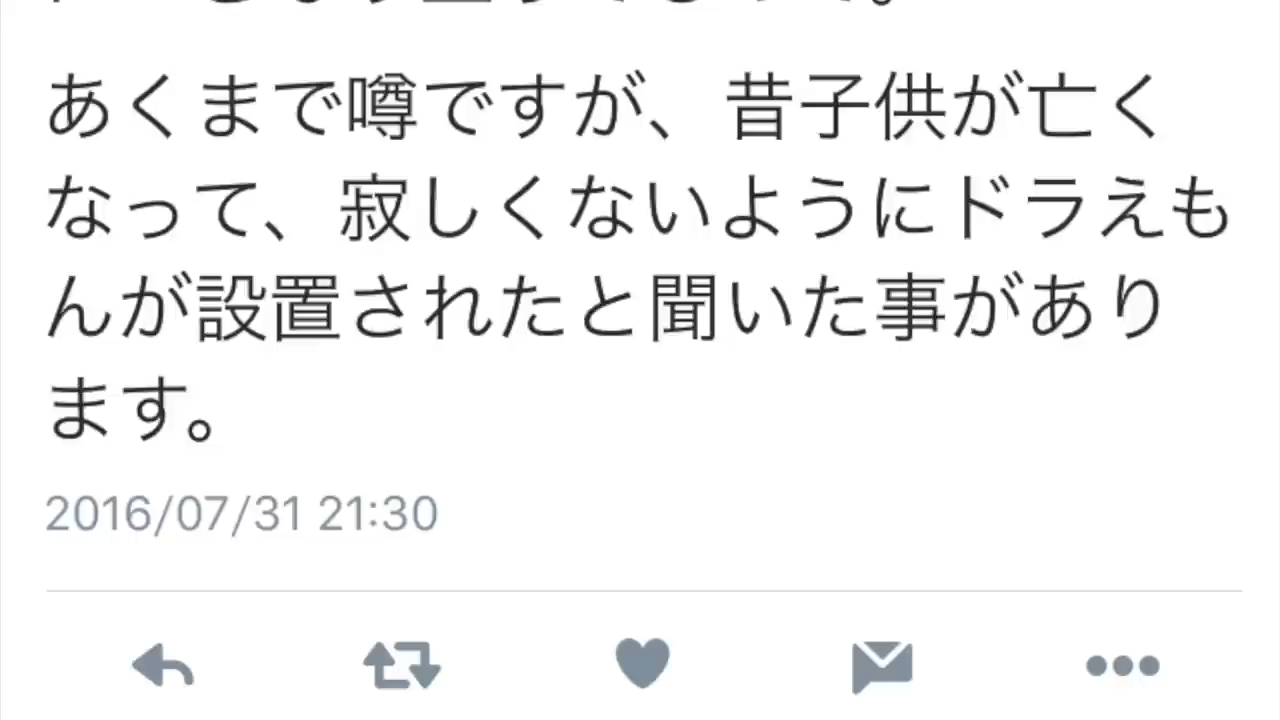 あくまで噂ですが、昔子供が亡く
なって、寂しくないようにドラえも
んが設置されたと聞いた事があり
ます。
2016/07/31 21:30